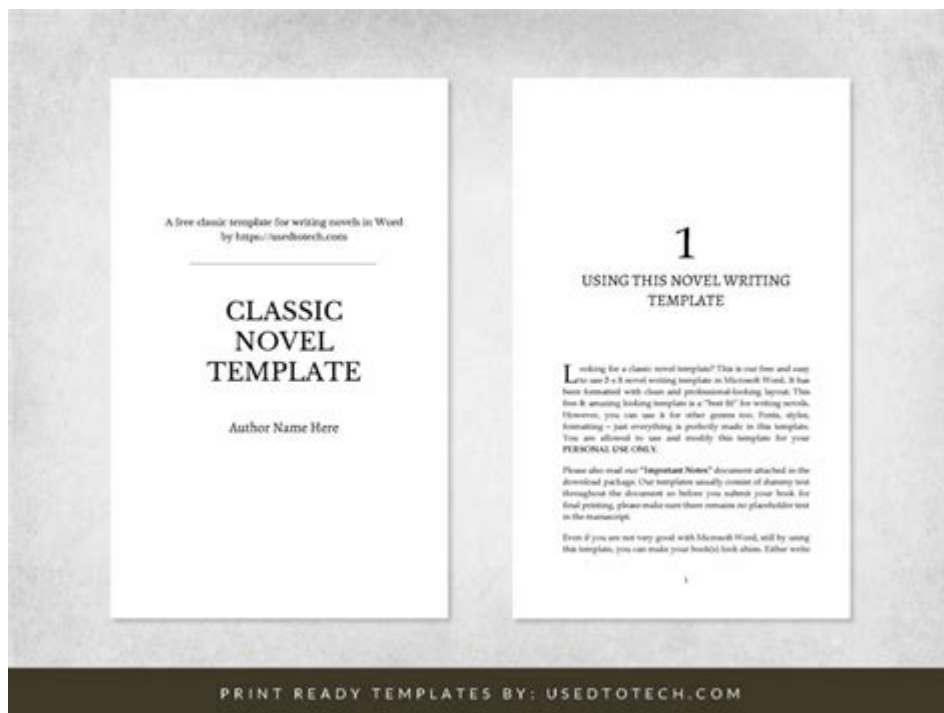 A free classic template for writing novels in Word
by https://usedtotech.com
CLASSIC
NOVEL
TEMPLATE
Author Name Here
1
USING THIS NOVEL WRITING
TEMPLATE
Looking for a classic novel template? This is our free and easy
to use 5 x 8 novel writing template in Microsoft Word. It has
been formatted with clean and professional-looking layout. This
free & amazing looking template is a "best fit" for writing novels.
However, you can use it for other genres too. Fonts, styles,
formatting – just everything is perfectly made in this template.
You are allowed to use and modify this template for your
PERSONAL USE ONLY.
Please also read our "Important Notes" document attached in the
download package. Our templates usually consist of dummy text
throughout the document so before you submit your book for
final printing, please make sure there remains no placeholder text
in the manuscript.
Even if you are not very good with Microsoft Word, still by using
this template, you can make your book(s) look shine. Either write
1
PRINT READY TEMPLATES BY: USEDTOTECH.COM